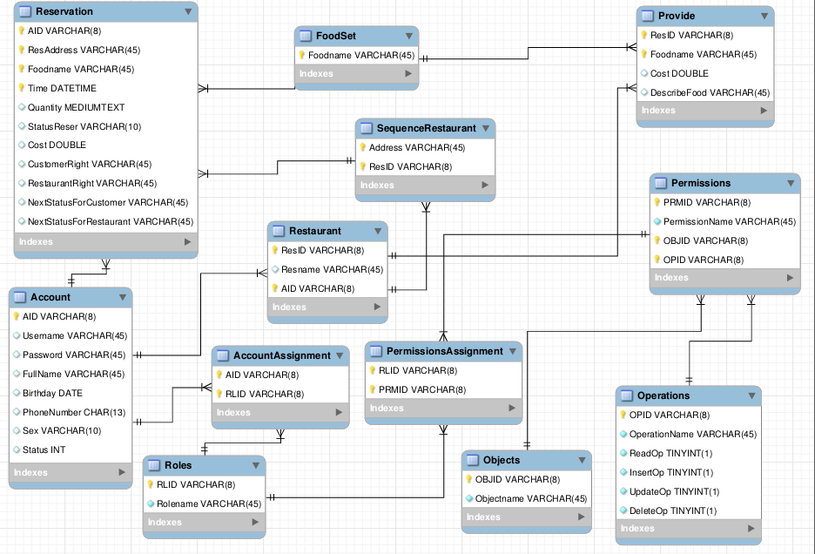 Reservation
AID VARCHAR(8)
ResAddress VARCHAR(45)
Foodname VARCHAR(45)
Time DATETIME
Quantity MEDIUMTEXT
StatusReser VARCHAR(10)
Cost DOUBLE
CustomerRight VARCHAR(45)
RestaurantRight VARCHAR(45)
NextStatusForCustomer VARCHAR(45)
NextStatusForRestaurant VARCHAR(45)
Indexes
FoodSet
Foodname VARCHAR(45)
Indexes
Provide
ResID VARCHAR(8)
Foodname VARCHAR(45)
Cost DOUBLE
DescribeFood VARCHAR(45)
Indexes
SequenceRestaurant
Address VARCHAR(45)
ResID VARCHAR(8)
Indexes
Permissions
PRMID VARCHAR(8)
PermissionName VARCHAR(45)
OBJID VARCHAR(8)
OPID VARCHAR(8)
Indexes
Restaurant
ResID VARCHAR(8)
Resname VARCHAR(45)
AID VARCHAR(8)
Indexes
Account
AID VARCHAR(8)
Username VARCHAR(45)
Password VARCHAR(45)
FullName VARCHAR(45)
Birthday DATE
PhoneNumber CHAR(13)
Sex VARCHAR(10)
Status INT
Indexes
AccountAssignment
AID VARCHAR(8)
RLID VARCHAR(8)
Indexes
PermissionsAssignment
RLID VARCHAR(8)
PRMID VARCHAR(8)
Indexes
Roles
RLID VARCHAR(8)
Rolename VARCHAR(45)
Indexes
Objects
OBJID VARCHAR(8)
Objectname VARCHAR(45)
Indexes
Operations
OPID VARCHAR(8)
OperationName VARCHAR(45)
ReadOp TINYINT(1)
InsertOp TINYINT(1)
UpdateOp TINYINT(1)
DeleteOp TINYINT(1)
Indexes